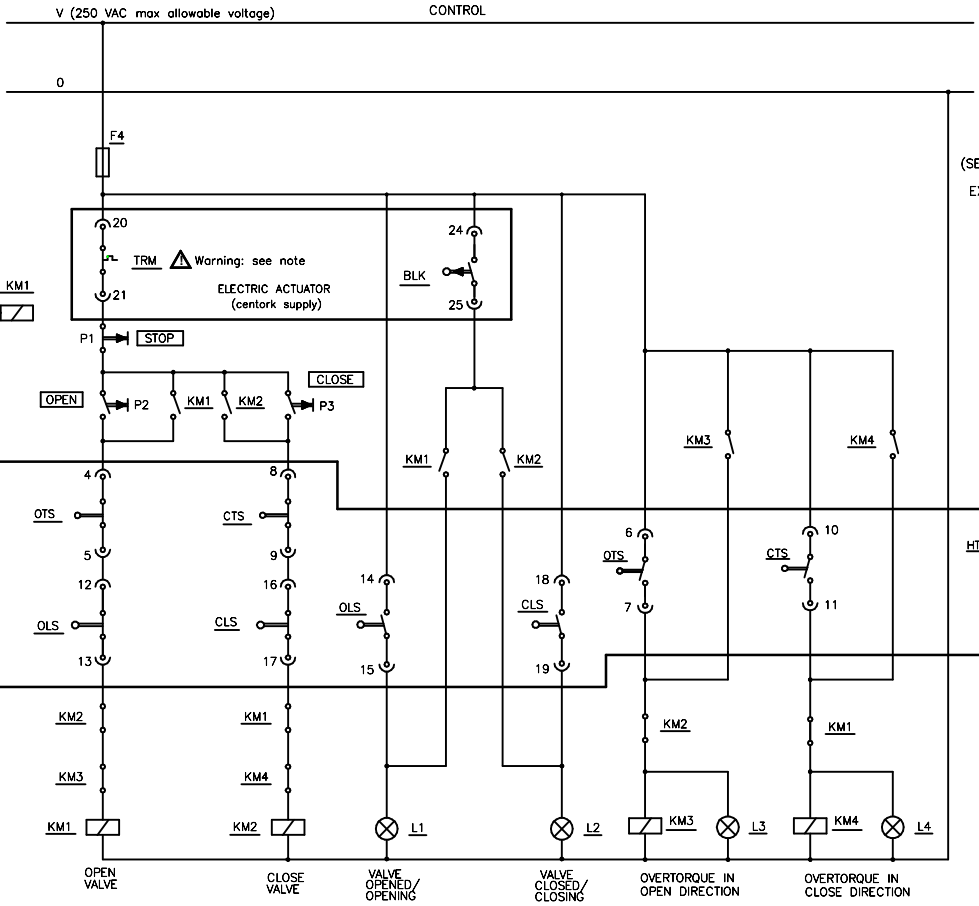 V (250 VAC max allowable voltage)
CONTROL
0
F4
(SE
EX
20
24
TRM
Warning: see note
BLK
KM1
ELECTRIC ACTUATOR
(centork supply)
21
25
P1
STOP
CLOSE
OPEN
P2
KM1
KM2
P3
KM3
KM4
KM1
KM2
4
8
OTS
CTS
6
10
5
9
OTS
CTS
HT
12
16
14
18
7
11
OLS
CLS
OLS
CLS
13
17
15
19
KM2
KM1
KM2
KM1
KM3
KM4
KM1
KM2
L1
L2
KM3
L3
KM4
L4
OPEN
VALVE
CLOSE
VALVE
VALVE
OPENED/
OPENING
VALVE
CLOSED/
CLOSING
OVERTORQUE IN
OPEN DIRECTION
OVERTORQUE IN
CLOSE DIRECTION